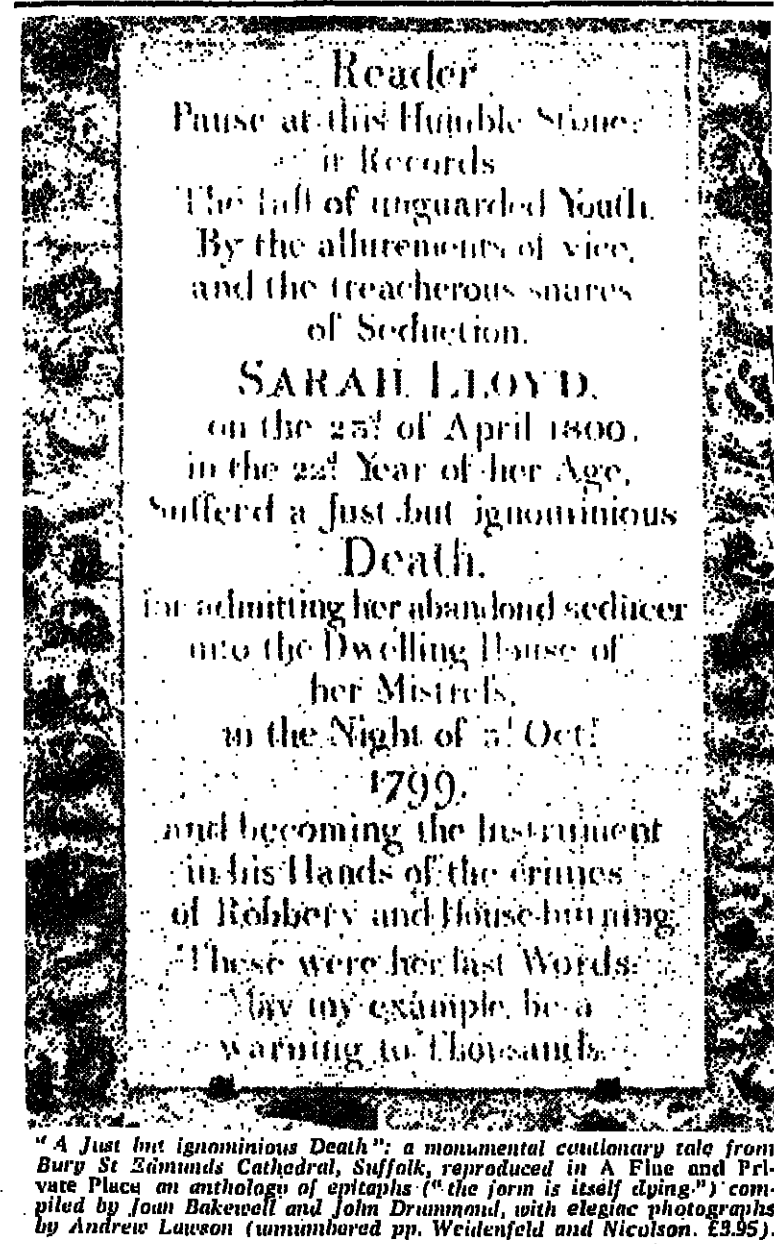 Reader
Pause at this Humble Stone
it Records
The fall of unguarded Youth
By the allurements of vice,
and the treacherous snares
of Seduction.
SARAH LLOYD.
on the 23d of April 1800.
in the 22d Year of her Age,
Sufferd a Just but ignominious
Death.
for admitting her abandond seducer
into the Dwelling House of
her Mistreſs,
in the Night of 3d Octr
1799.
and becoming the Instrument
in his Hands of the crimes
of Robbery and House-burning
These were her last Words:
May my example be a
warning to Thousands.
"A Just but ignominious Death": a monumental cautionary tale from
Bury St Edmunds Cathedral, Suffolk, reproduced in A Fine and Pri-
vate Place an anthology of epitaphs ("the form is itself dying") com-
piled by Joan Bakewell and John Drummond, with elegiac photographs
by Andrew Lawson (unnumbered pp. Weidenfeld and Nicolson. £3.95).